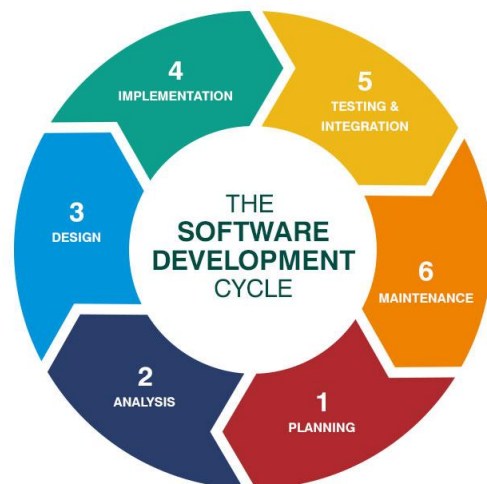 THE
SOFTWARE
DEVELOPMENT
CYCLE
1
PLANNING
2
ANALYSIS
3
DESIGN
4
IMPLEMENTATION
5
TESTING &
INTEGRATION
6
MAINTENANCE